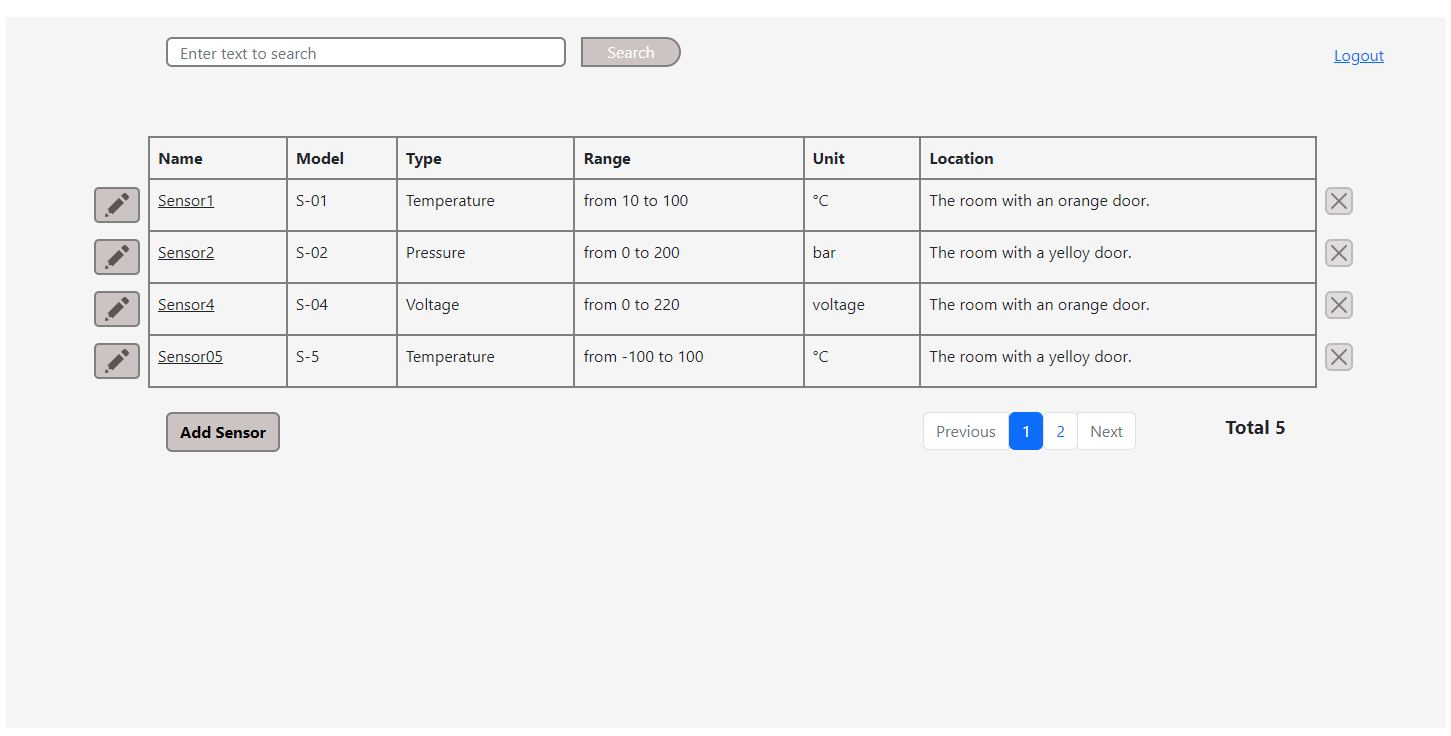 Enter text to search Search Logout
Name Model Type Range Unit Location
Sensor1 S-01 Temperature from 10 to 100 °C The room with an orange door.
Sensor2 S-02 Pressure from 0 to 200 bar The room with a yelloy door.
Sensor4 S-04 Voltage from 0 to 220 voltage The room with an orange door.
Sensor05 S-5 Temperature from -100 to 100 °C The room with a yelloy door.
Add Sensor Previous 1 2 Next Total 5